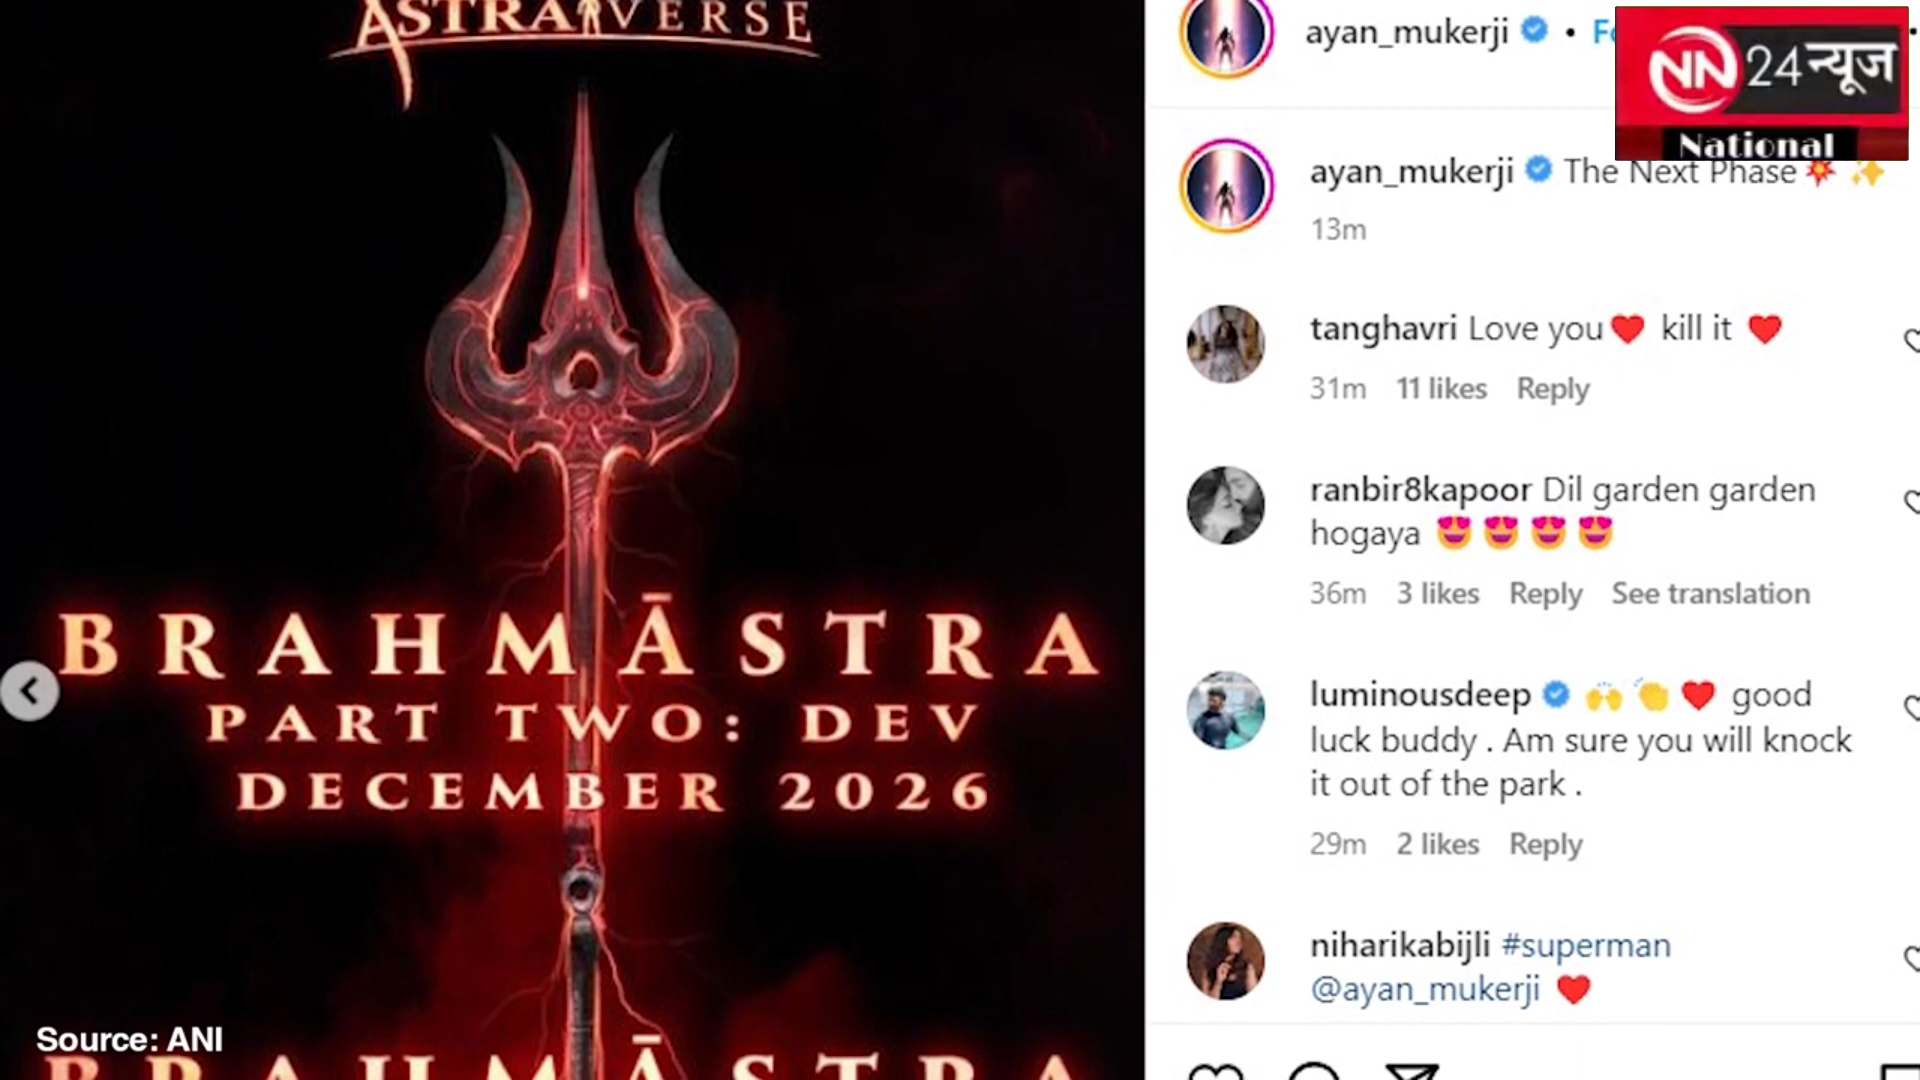 ASTRAVERSE
BRAHMĀSTRA
PART TWO: DEV
DECEMBER 2026
BRAHMĀSTRA
Source: ANI
ayan_mukerji •
NN 24 न्यूज
National
ayan_mukerji The Next Phase💥 ✨
13m
tanghavri Love you♥️ kill it ♥️
31m 11 likes Reply
ranbir8kapoor Dil garden garden
hogaya 😍 😍 😍 😍
36m 3 likes Reply See translation
luminousdeep 🙌 👏 ♥️ good
luck buddy . Am sure you will knock
it out of the park .
29m 2 likes Reply
niharikabijli #superman
@ayan_mukerji ♥️